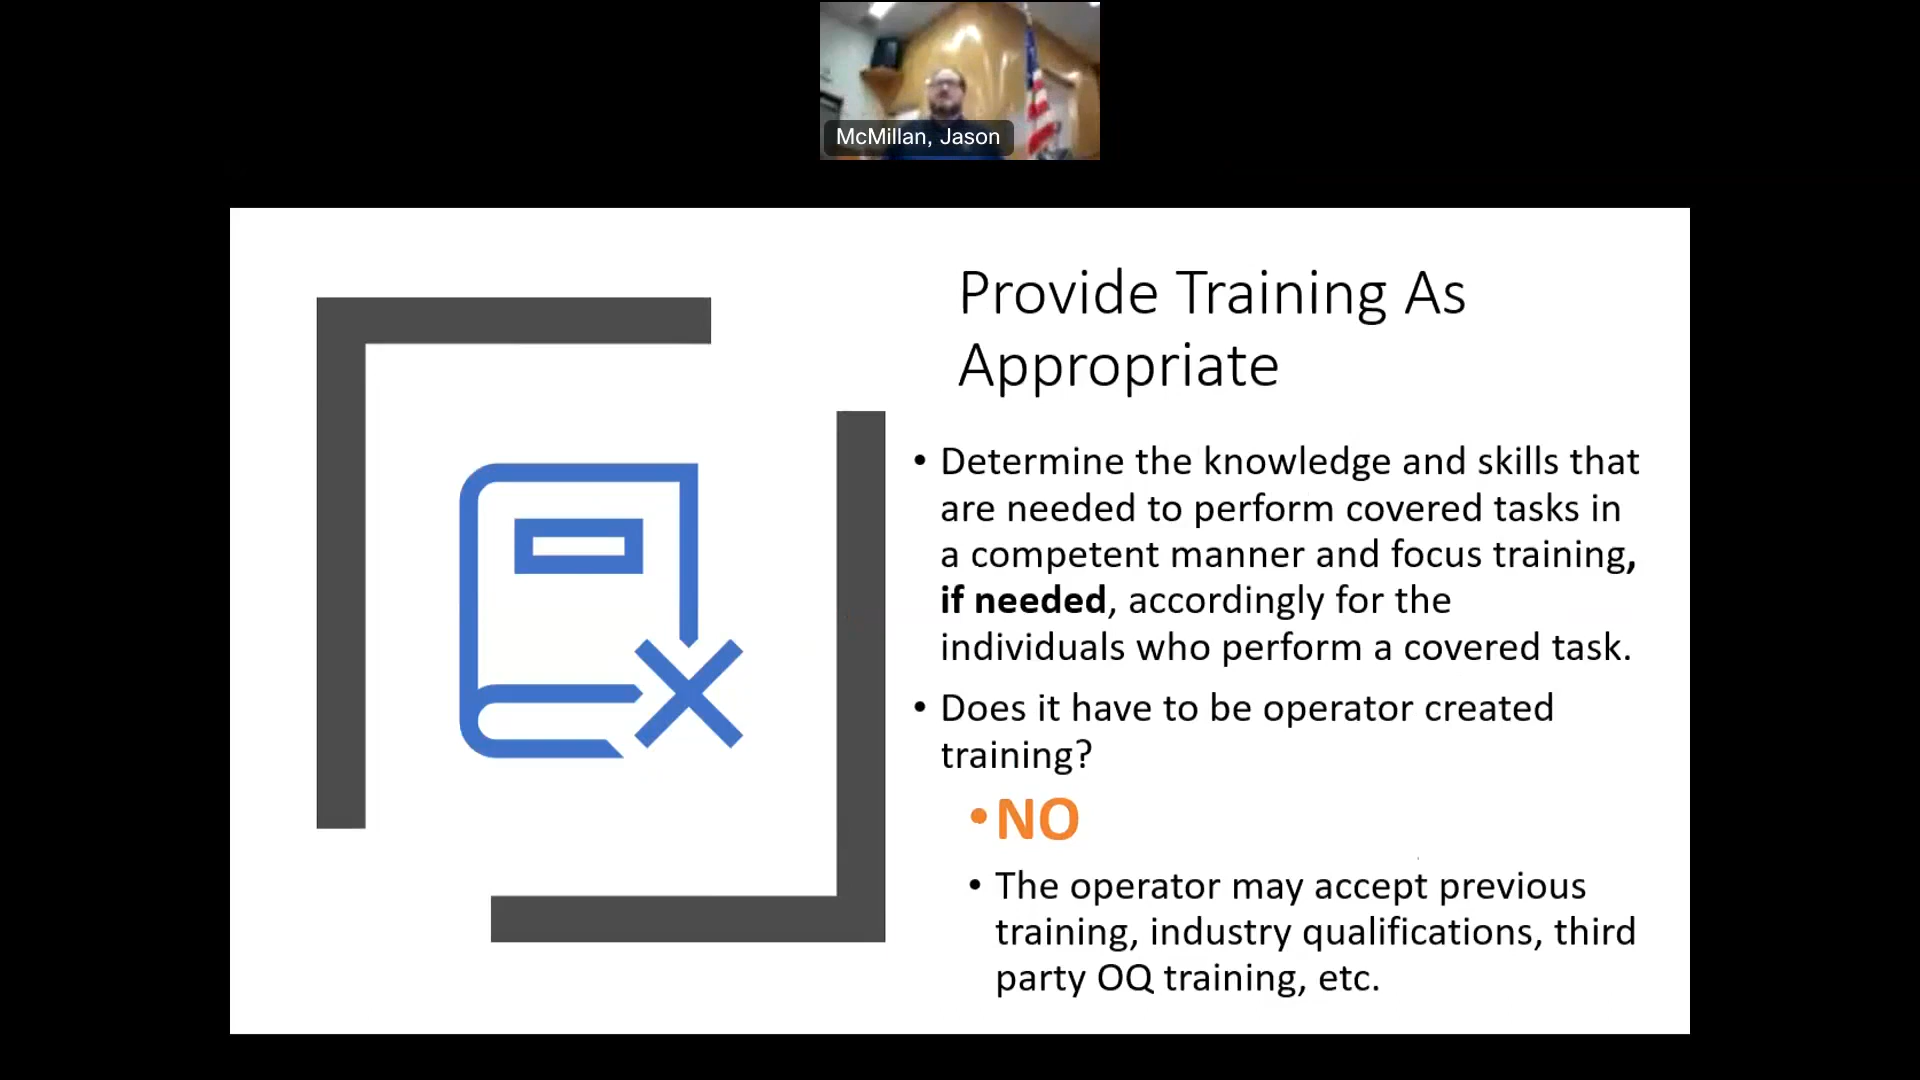 McMillan, Jason
Provide Training As
Appropriate
• Determine the knowledge and skills that
are needed to perform covered tasks in
a competent manner and focus training,
if needed, accordingly for the
individuals who perform a covered task.
• Does it have to be operator created
training?
• NO
• The operator may accept previous
training, industry qualifications, third
party OQ training, etc.